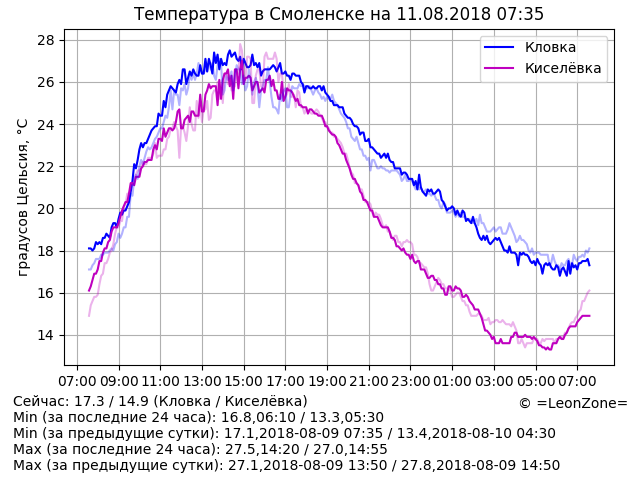 Температура в Смоленске на 11.08.2018 07:35
градусов Цельсия, °C
28
26
24
22
20
18
16
14
Кловка
Киселёвка
07:00 09:00 11:00 13:00 15:00 17:00 19:00 21:00 23:00 01:00 03:00 05:00 07:00
Сейчас: 17.3 / 14.9 (Кловка / Киселёвка)
© =LeonZone=
Min (за последние 24 часа): 16.8,06:10 / 13.3,05:30
Min (за предыдущие сутки): 17.1,2018-08-09 07:35 / 13.4,2018-08-10 04:30
Max (за последние 24 часа): 27.5,14:20 / 27.0,14:55
Max (за предыдущие сутки): 27.1,2018-08-09 13:50 / 27.8,2018-08-09 14:50